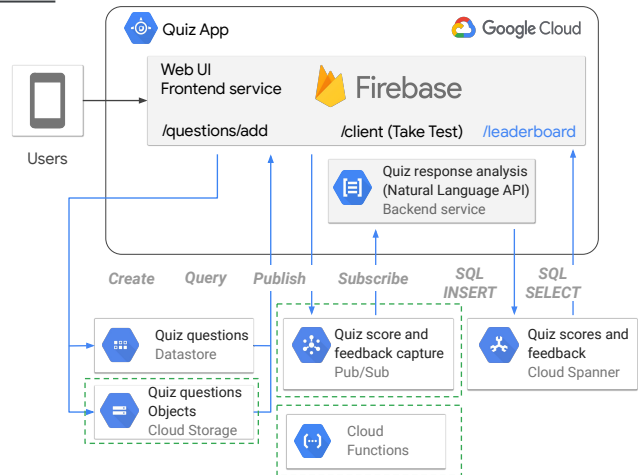 Quiz App
Google Cloud
Web UI
Frontend service
Firebase
/questions/add
/client (Take Test)
/leaderboard
Users
Quiz response analysis
(Natural Language API)
Backend service
Create
Query
Publish
Subscribe
SQL
INSERT
SQL
SELECT
Quiz questions
Datastore
Quiz score and
feedback capture
Pub/Sub
Quiz scores and
feedback
Cloud Spanner
Quiz questions
Objects
Cloud Storage
Cloud
Functions